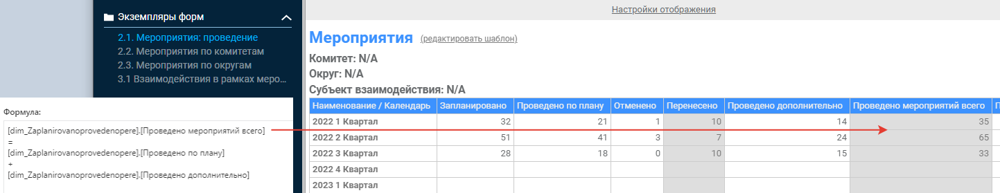 Экземпляры форм
2.1. Мероприятия: проведение
2.2. Мероприятия по комитетам
2.3. Мероприятия по округам
3.1 Взаимодействия в рамках меро...
Формула:
[dim_Zaplanirovanoprovedenopere].[Проведено мероприятий всего]
=
[dim_Zaplanirovanoprovedenopere].[Проведено по плану]
+
[dim_Zaplanirovanoprovedenopere].[Проведено дополнительно]
Настройки отображения
Мероприятия (редактировать шаблон)
Комитет: N/A
Округ: N/A
Субъект взаимодействия: N/A
Наименование / Календарь Запланировано Проведено по плану Отменено Перенесено Проведено дополнительно Проведено мероприятий всего П
2022 1 Квартал 32 21 1 10 14 35
2022 2 Квартал 51 41 3 7 24 65
2022 3 Квартал 28 18 0 10 15 33
2022 4 Квартал
2023 1 Квартал